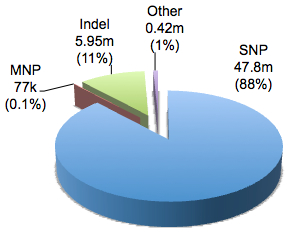 Other
0.42m
(1%)
Indel
5.95m
(11%)
SNP
47.8m
(88%)
MNP
77k
(0.1%)